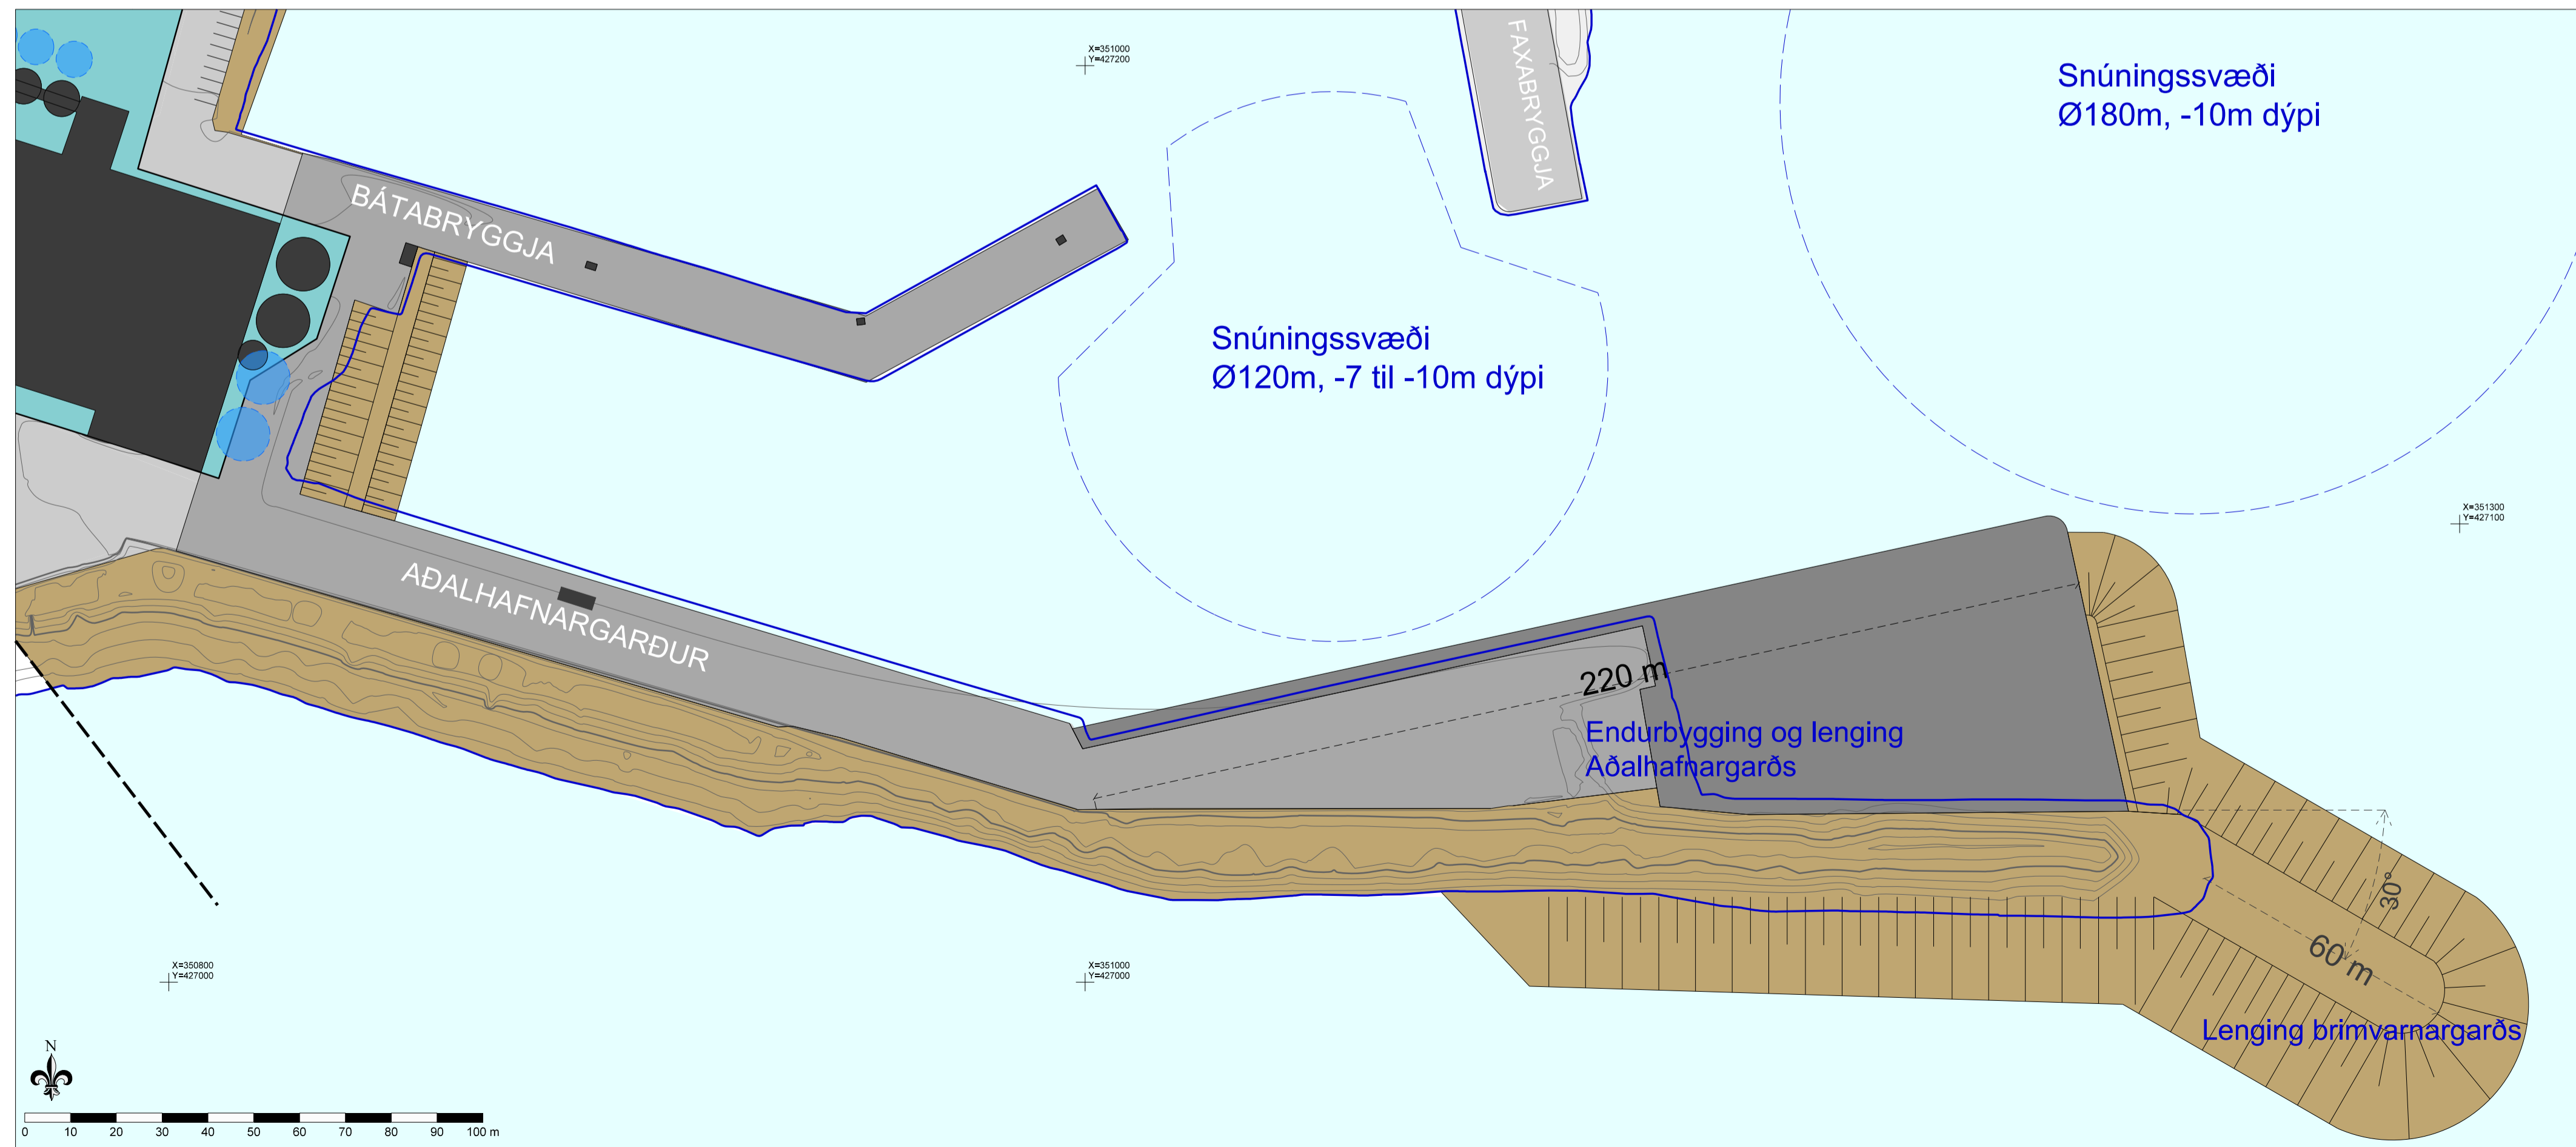 X=351000
Y=427200
FAXABRYGGJA
Snúningssvæði
Ø180m, -10m dýpi
BÁTABRYGGJA
Snúningssvæði
Ø120m, -7 til -10m dýpi
X=351300
Y=427100
AÐALHAFNARGARÐUR
220 m
Endurbygging og lenging
Aðalhafnargarðs
30°
60 m
X=350800
Y=427000
X=351000
Y=427000
Lenging brimvarnargarðs
N
0 10 20 30 40 50 60 70 80 90 100 m